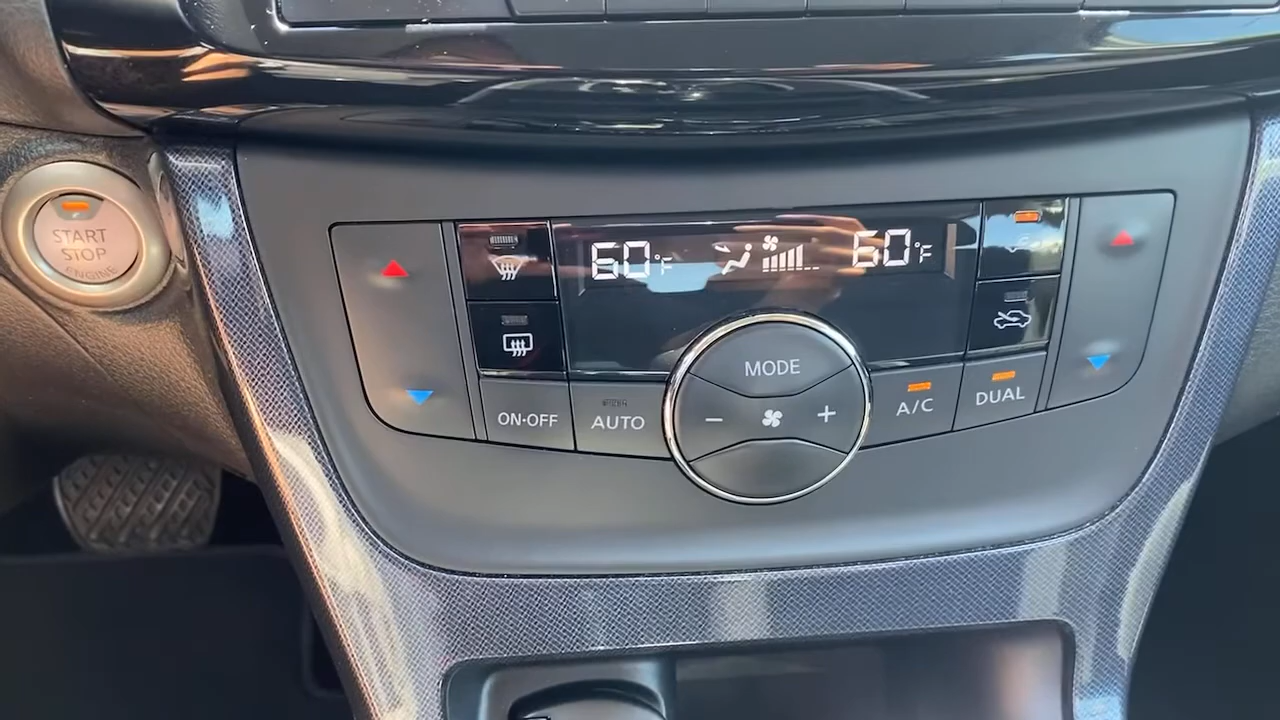 START
STOP
ENGINE
60°F
60°F
MODE
ON·OFF
AUTO
A/C
DUAL